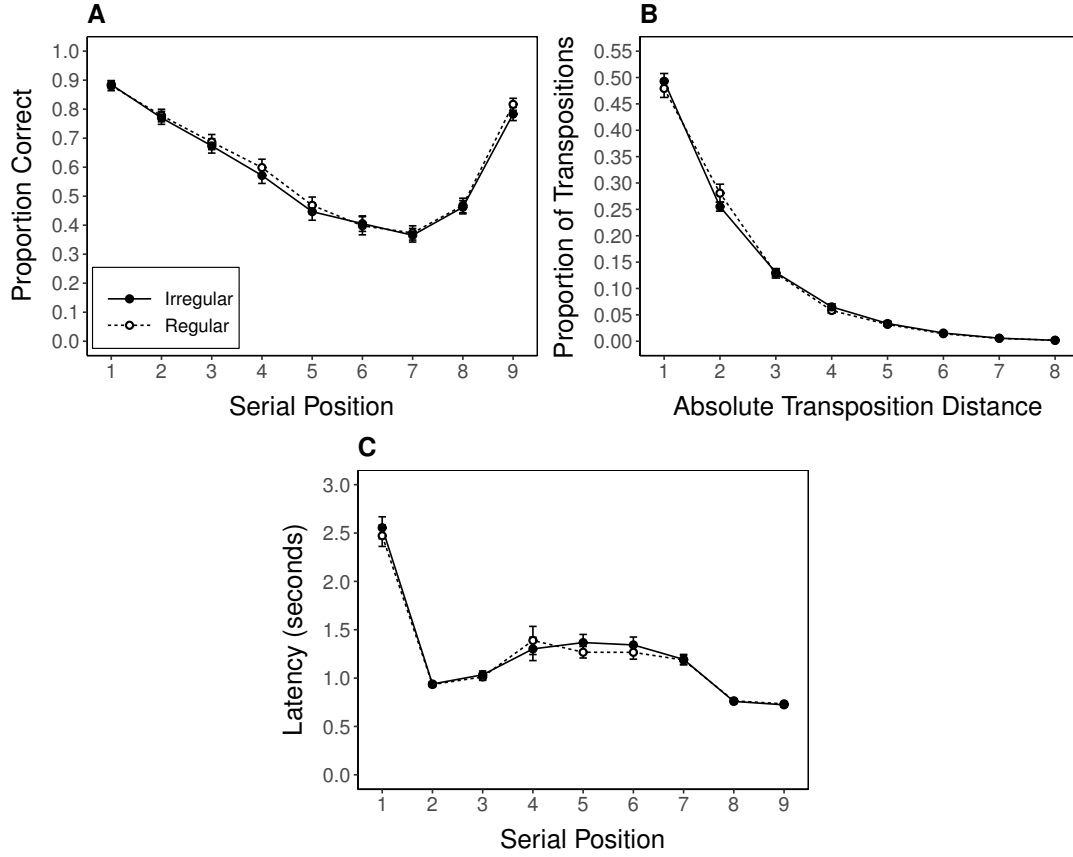 A
Proportion Correct
1.0
0.9
0.8
0.7
0.6
0.5
0.4
0.3
0.2
0.1
0.0
Irregular
Regular
1 2 3 4 5 6 7 8 9
Serial Position
B
Proportion of Transpositions
0.55
0.50
0.45
0.40
0.35
0.30
0.25
0.20
0.15
0.10
0.05
0.00
1 2 3 4 5 6 7 8
Absolute Transposition Distance
C
Latency (seconds)
3.0
2.5
2.0
1.5
1.0
0.5
0.0
1 2 3 4 5 6 7 8 9
Serial Position